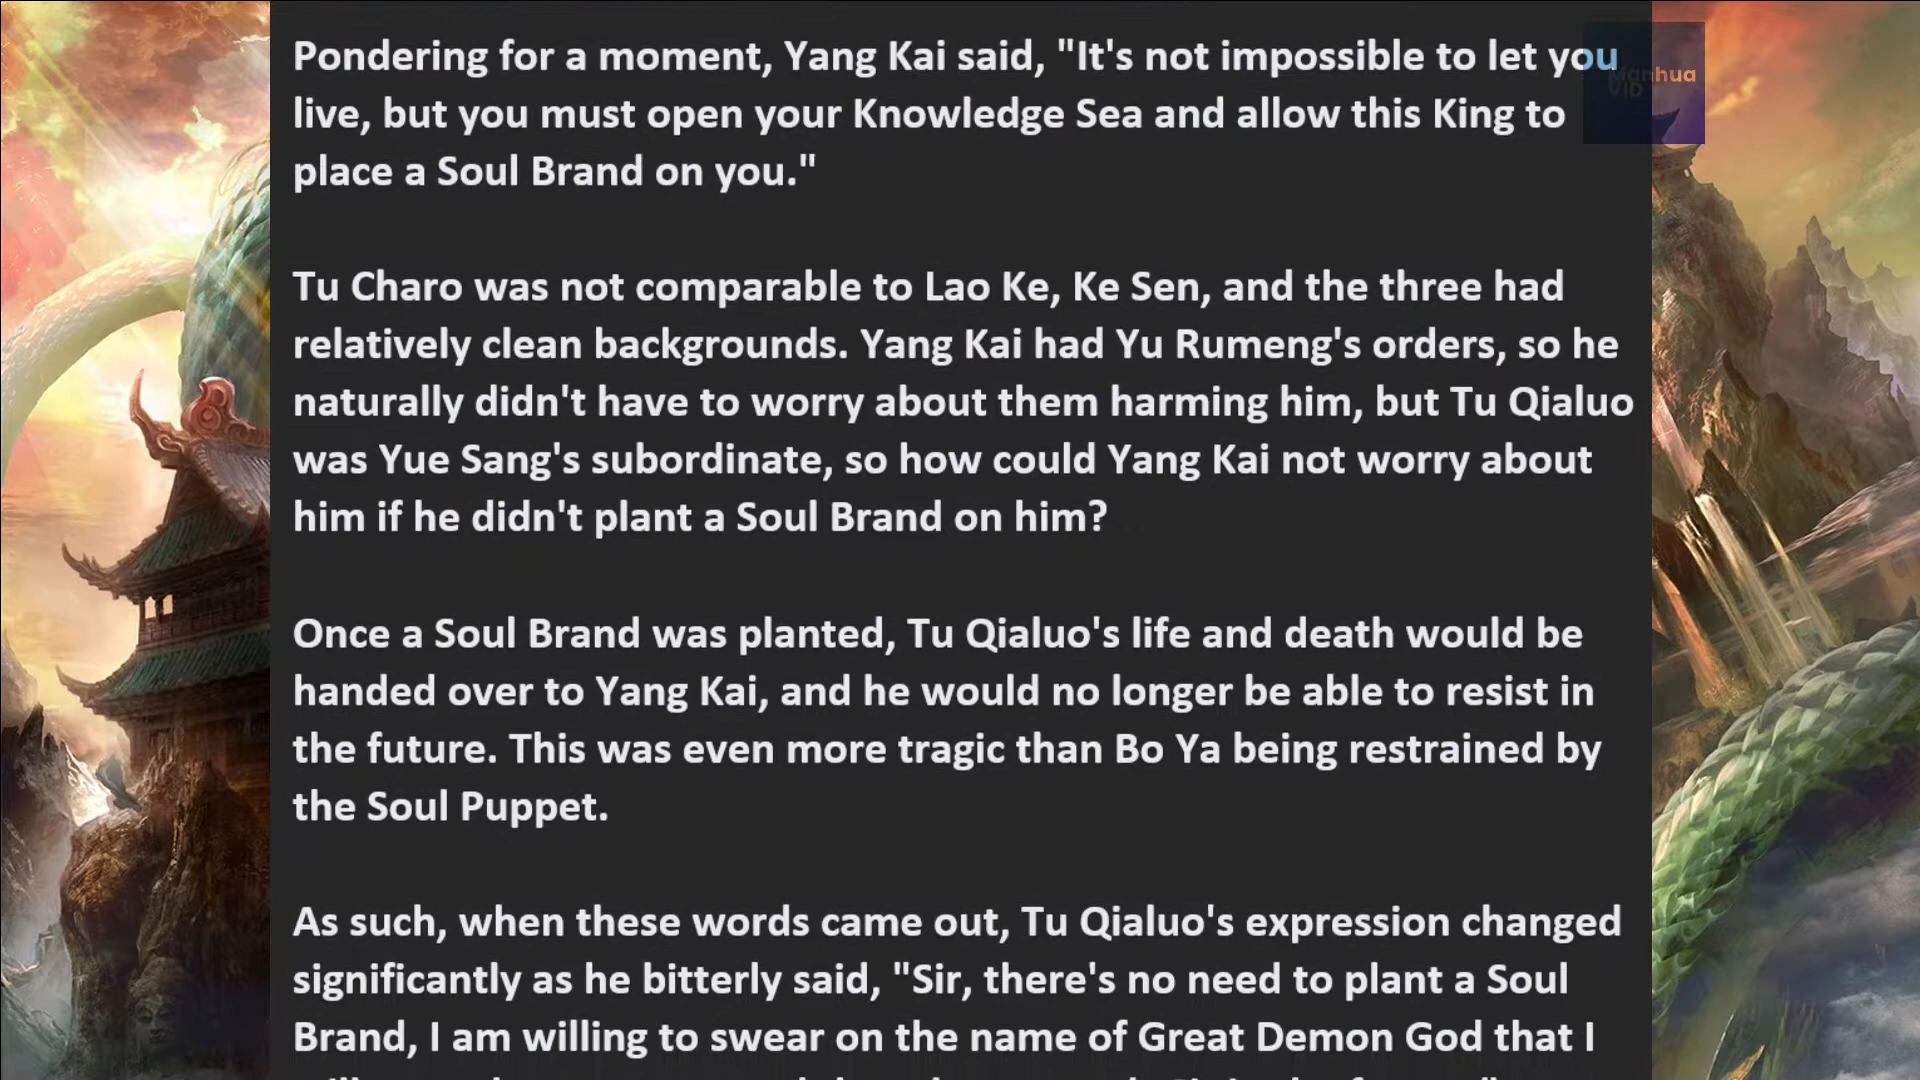 Pondering for a moment, Yang Kai said, "It's not impossible to let you
live, but you must open your Knowledge Sea and allow this King to
place a Soul Brand on you."
Manhua
VID
Tu Charo was not comparable to Lao Ke, Ke Sen, and the three had
relatively clean backgrounds. Yang Kai had Yu Rumeng's orders, so he
naturally didn't have to worry about them harming him, but Tu Qialuo
was Yue Sang's subordinate, so how could Yang Kai not worry about
him if he didn't plant a Soul Brand on him?
Once a Soul Brand was planted, Tu Qialuo's life and death would be
handed over to Yang Kai, and he would no longer be able to resist in
the future. This was even more tragic than Bo Ya being restrained by
the Soul Puppet.
As such, when these words came out, Tu Qialuo's expression changed
significantly as he bitterly said, "Sir, there's no need to plant a Soul
Brand, I am willing to swear on the name of Great Demon God that I